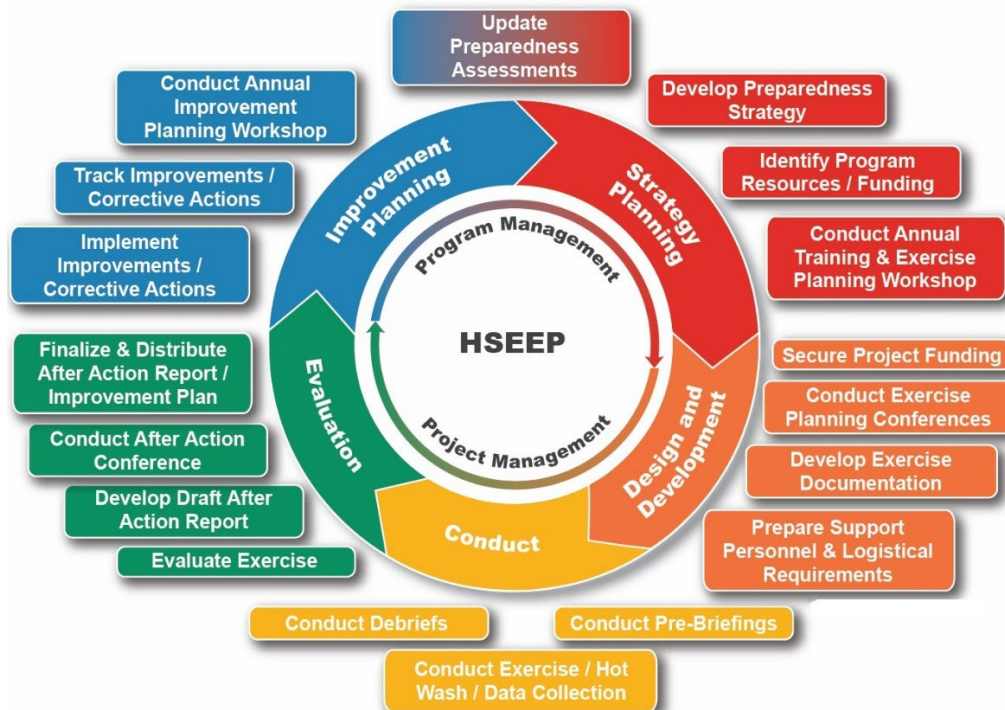 Update
Preparedness
Assessments
Develop Preparedness
Strategy
Identify Program
Resources / Funding
Conduct Annual
Training & Exercise
Planning Workshop
Secure Project Funding
Conduct Exercise
Planning Conferences
Develop Exercise
Documentation
Prepare Support
Personnel & Logistical
Requirements
Conduct Pre-Briefings
Conduct Exercise / Hot
Wash / Data Collection
Conduct Debriefs
Evaluate Exercise
Develop Draft After
Action Report
Conduct After Action
Conference
Finalize & Distribute
After Action Report /
Improvement Plan
Implement
Improvements /
Corrective Actions
Track Improvements /
Corrective Actions
Conduct Annual
Improvement
Planning Workshop
Strategy
Planning
Design and
Development
Conduct
Evaluation
Improvement
Planning
Program Management
HSEEP
Project Management